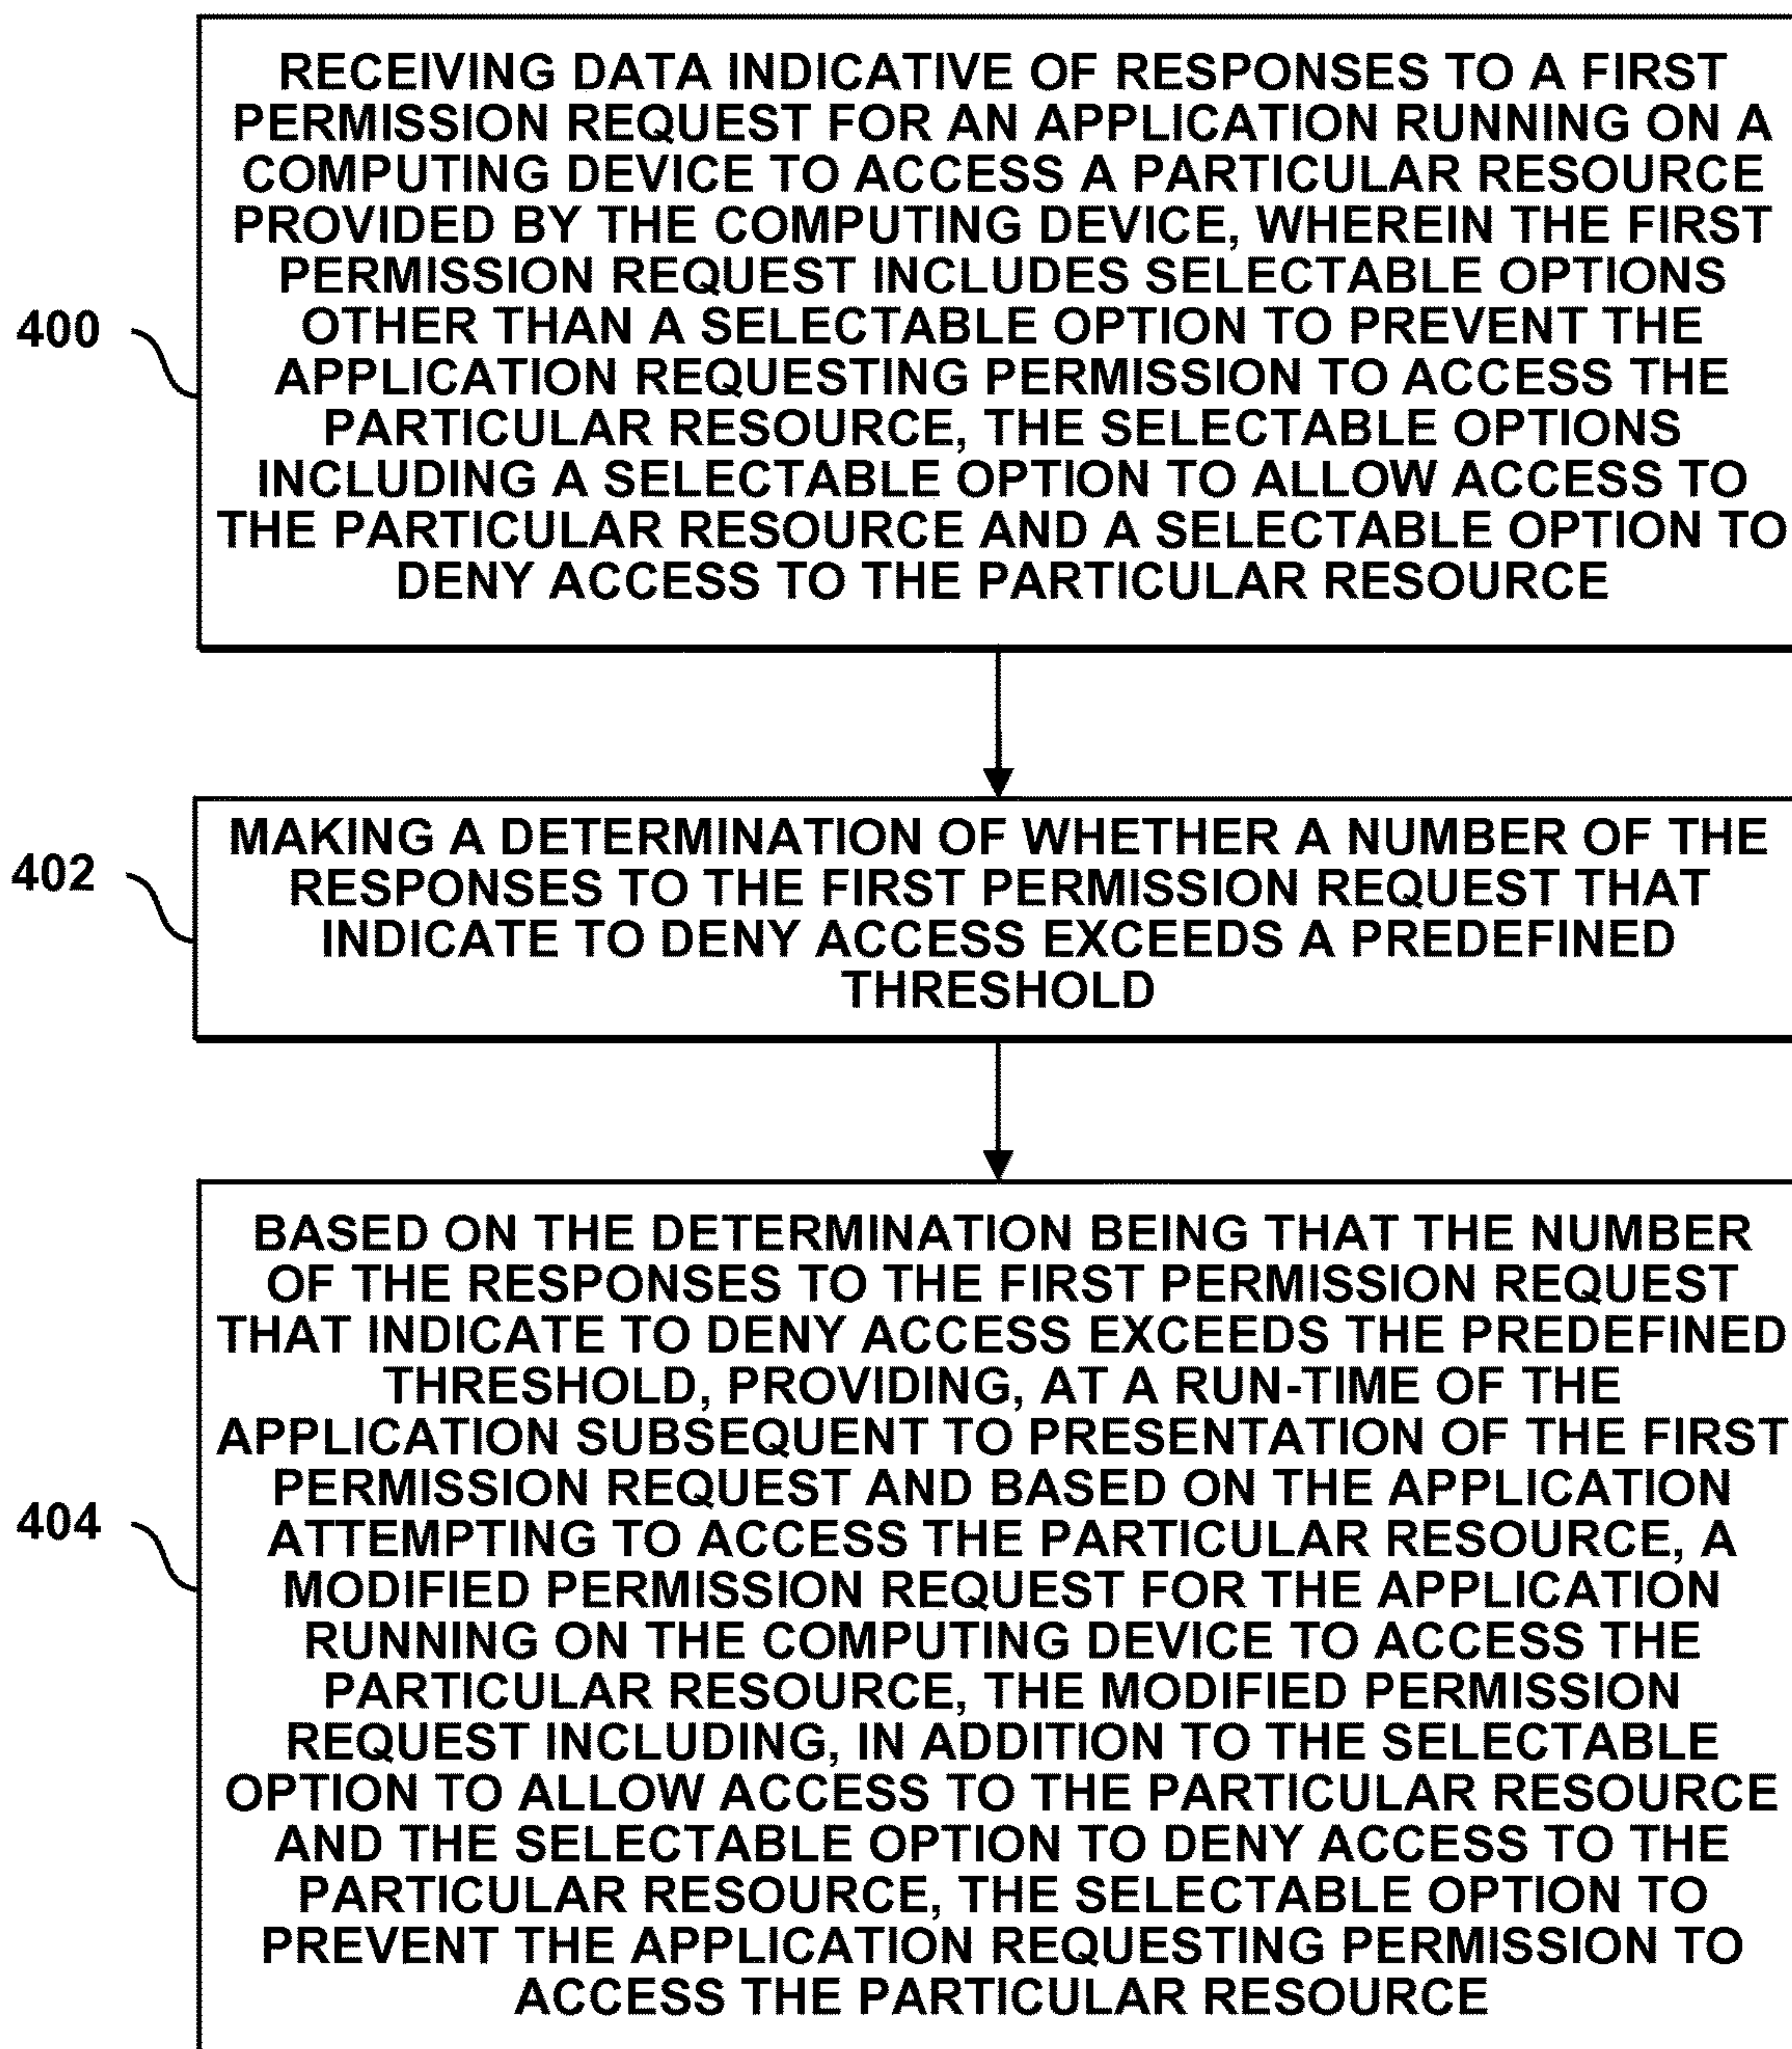 RECEIVING DATA INDICATIVE OF RESPONSES TO A FIRST
PERMISSION REQUEST FOR AN APPLICATION RUNNING ON A
COMPUTING DEVICE TO ACCESS A PARTICULAR RESOURCE
PROVIDED BY THE COMPUTING DEVICE, WHEREIN THE FIRST
PERMISSION REQUEST INCLUDES SELECTABLE OPTIONS
OTHER THAN A SELECTABLE OPTION TO PREVENT THE
APPLICATION REQUESTING PERMISSION TO ACCESS THE
PARTICULAR RESOURCE, THE SELECTABLE OPTIONS
INCLUDING A SELECTABLE OPTION TO ALLOW ACCESS TO
THE PARTICULAR RESOURCE AND A SELECTABLE OPTION TO
DENY ACCESS TO THE PARTICULAR RESOURCE
400
MAKING A DETERMINATION OF WHETHER A NUMBER OF THE
RESPONSES TO THE FIRST PERMISSION REQUEST THAT
INDICATE TO DENY ACCESS EXCEEDS A PREDEFINED
THRESHOLD
402
BASED ON THE DETERMINATION BEING THAT THE NUMBER
OF THE RESPONSES TO THE FIRST PERMISSION REQUEST
THAT INDICATE TO DENY ACCESS EXCEEDS THE PREDEFINED
THRESHOLD, PROVIDING, AT A RUN-TIME OF THE
APPLICATION SUBSEQUENT TO PRESENTATION OF THE FIRST
PERMISSION REQUEST AND BASED ON THE APPLICATION
ATTEMPTING TO ACCESS THE PARTICULAR RESOURCE, A
MODIFIED PERMISSION REQUEST FOR THE APPLICATION
RUNNING ON THE COMPUTING DEVICE TO ACCESS THE
PARTICULAR RESOURCE, THE MODIFIED PERMISSION
REQUEST INCLUDING, IN ADDITION TO THE SELECTABLE
OPTION TO ALLOW ACCESS TO THE PARTICULAR RESOURCE
AND THE SELECTABLE OPTION TO DENY ACCESS TO THE
PARTICULAR RESOURCE, THE SELECTABLE OPTION TO
PREVENT THE APPLICATION REQUESTING PERMISSION TO
ACCESS THE PARTICULAR RESOURCE
404